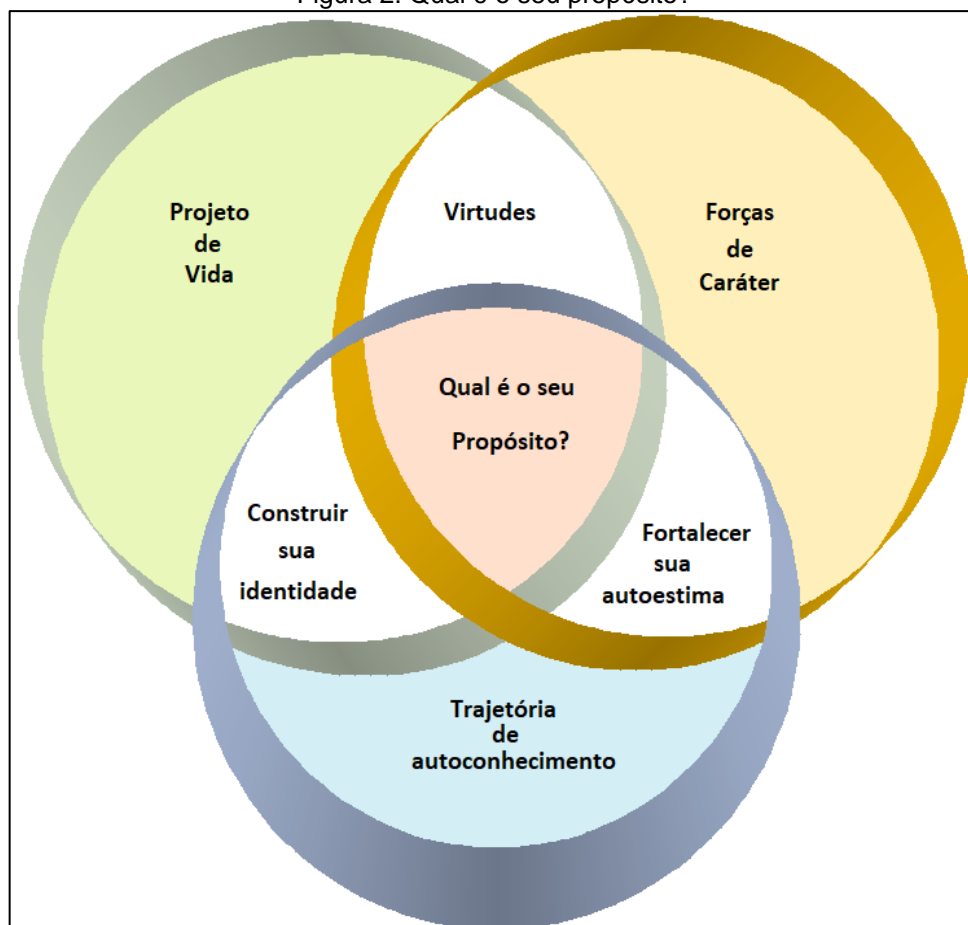 Figura 2. Qual é o seu propósito?
Projeto
de
Vida
Virtudes
Forças
de
Caráter
Qual é o seu
Propósito?
Construir
sua
identidade
Fortalecer
sua
autoestima
Trajetória
de
autoconhecimento